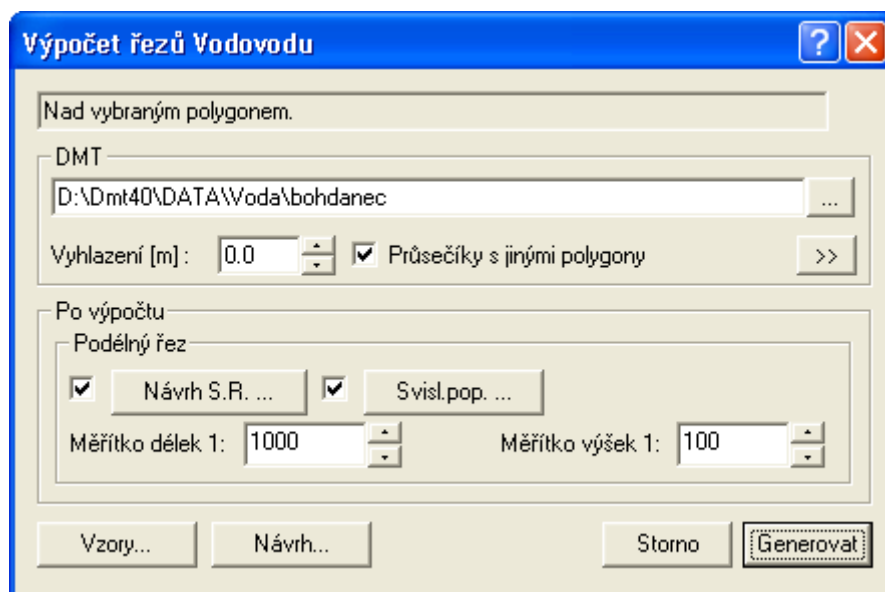 Výpočet řezů Vodovodu
Nad vybraným polygonem.
DMT
D:\Dmt40\DATA\Voda\bohdanec
...
Vyhlazení [m] :
0.0
Průsečíky s jinými polygony
>>
Po výpočtu
Podélný řez
Návrh S.R. ...
Svisl.pop. ...
Měřítko délek 1:
1000
Měřítko výšek 1:
100
Vzory...
Návrh...
Storno
Generovat